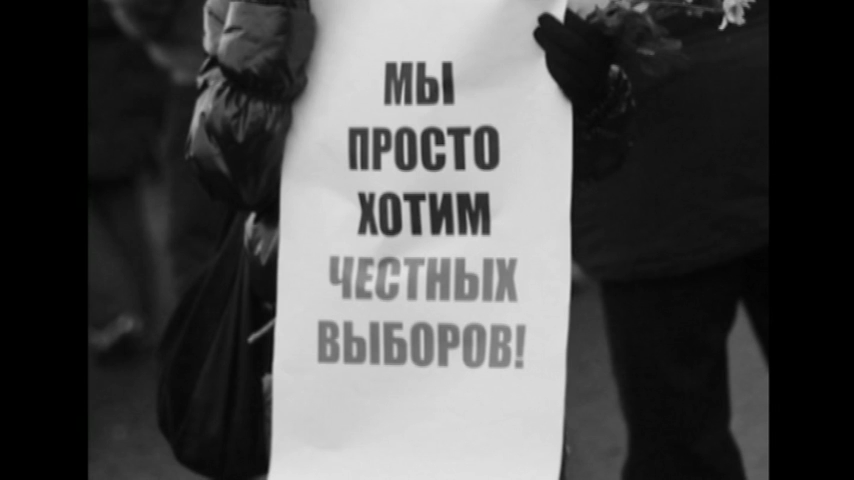 МЫ
ПРОСТО
ХОТИМ
ЧЕСТНЫХ
ВЫБОРОВ!